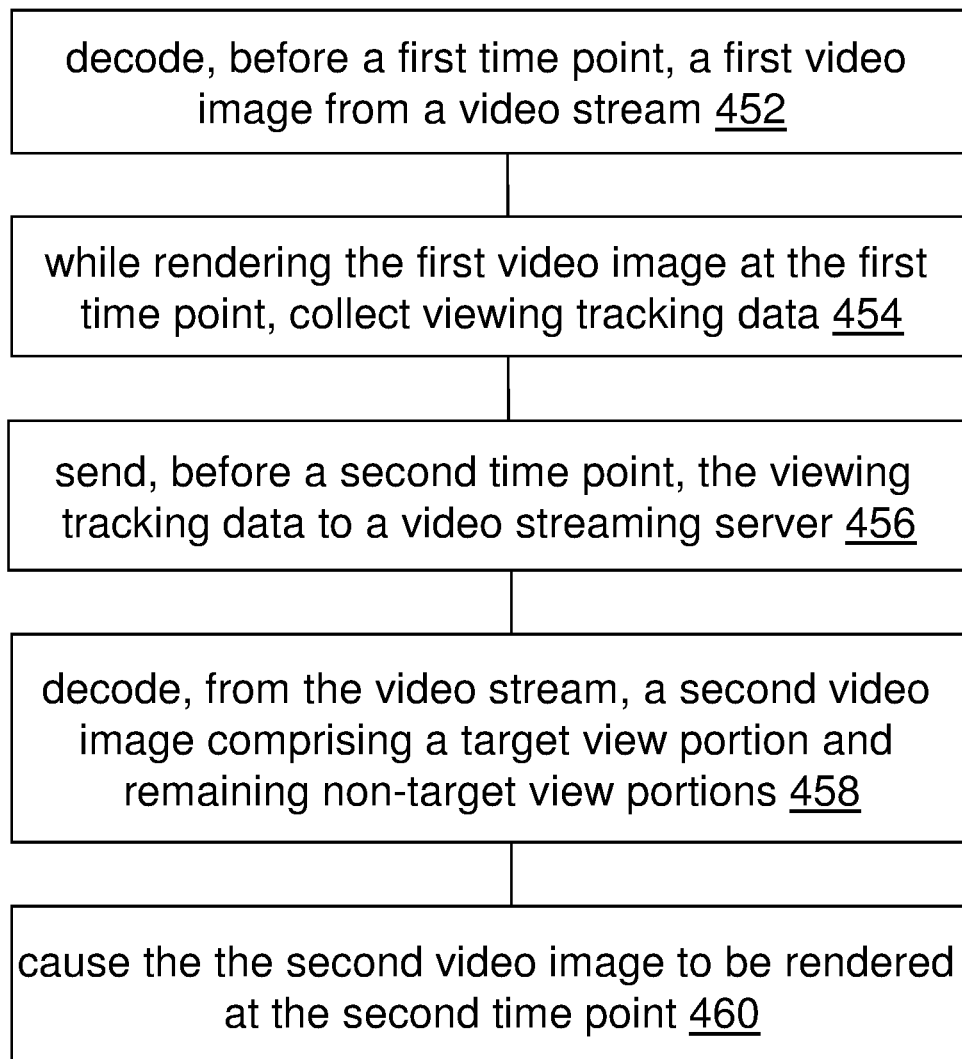 decode, before a first time point, a first video
image from a video stream 452
while rendering the first video image at the first
time point, collect viewing tracking data 454
send, before a second time point, the viewing
tracking data to a video streaming server 456
decode, from the video stream, a second video
image comprising a target view portion and
remaining non-target view portions 458
cause the the second video image to be rendered
at the second time point 460